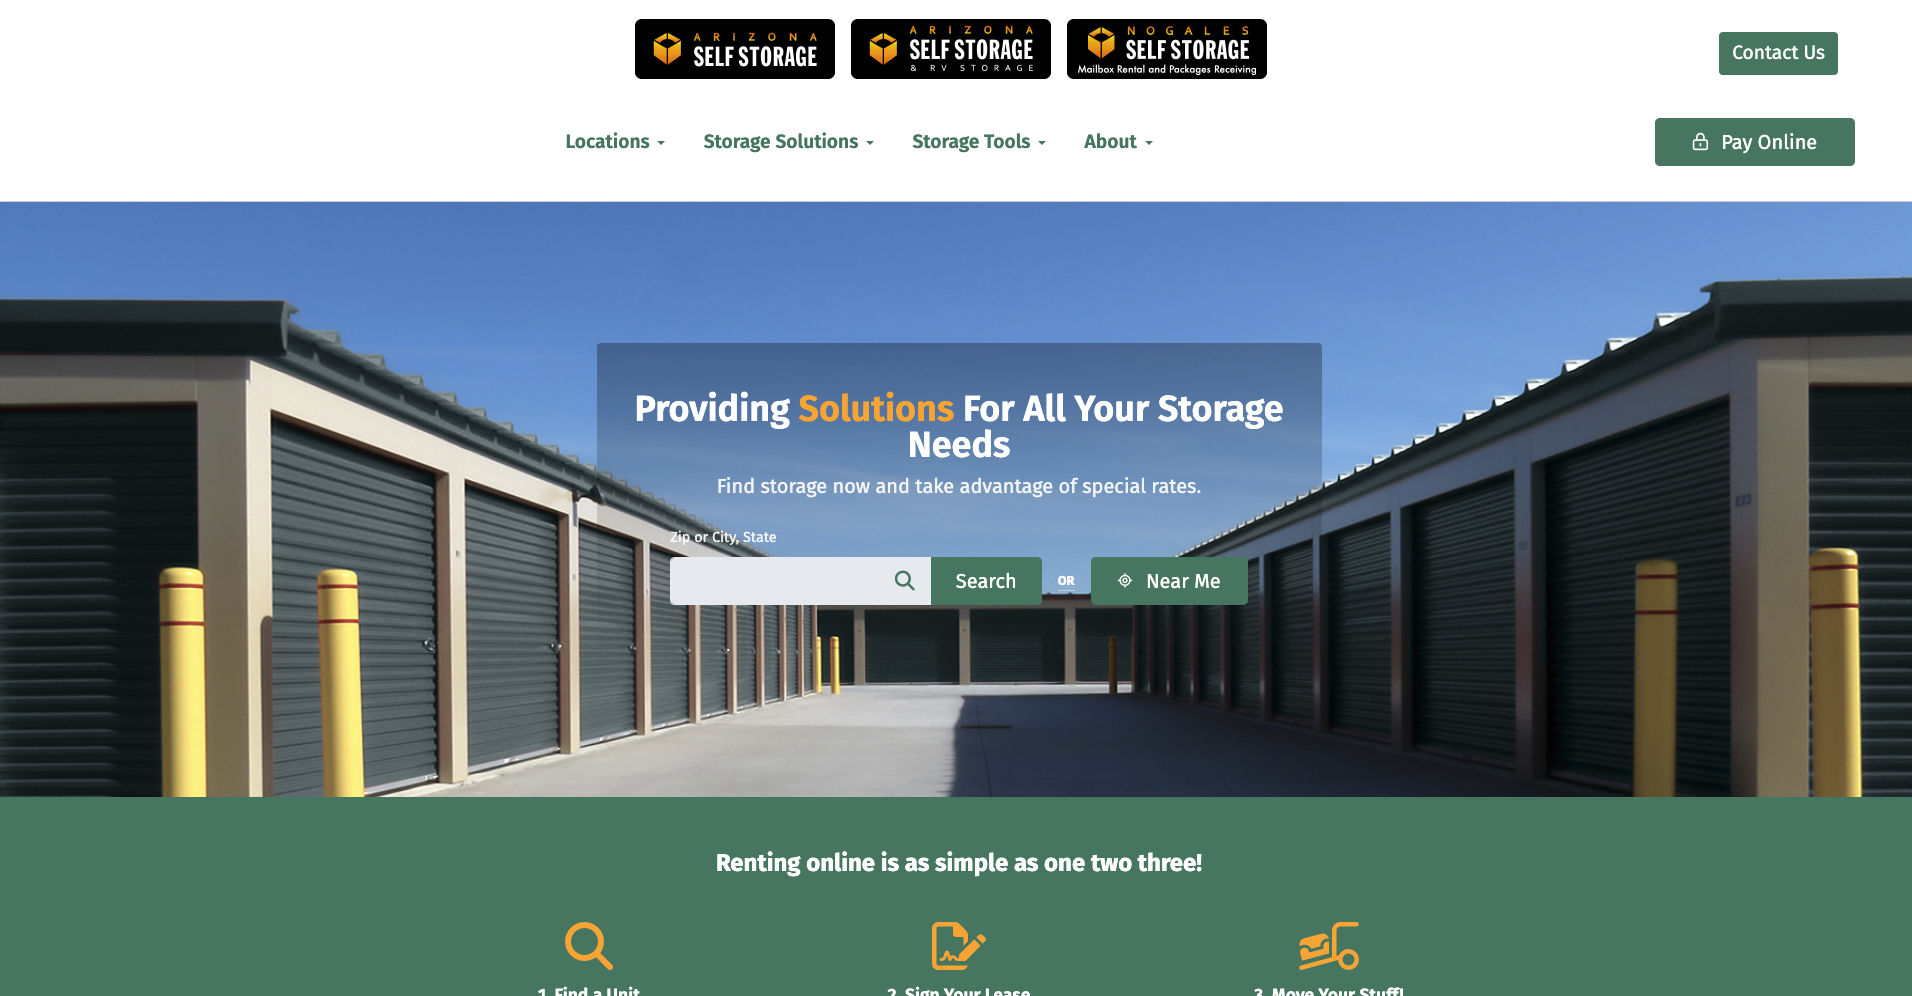 ARIZONA
SELF STORAGE
ARIZONA
SELF STORAGE
& RV STORAGE
NOGALES
SELF STORAGE
Mailbox Rental and Packages Receiving
Contact Us
Locations
Storage Solutions
Storage Tools
About
Pay Online
Providing Solutions For All Your Storage
Needs
Find storage now and take advantage of special rates.
Zip or City, State
Search
OR
Near Me
E23
Renting online is as simple as one two three!
1. Find a Unit
2. Sign Your Lease
3. Move Your Stuff!